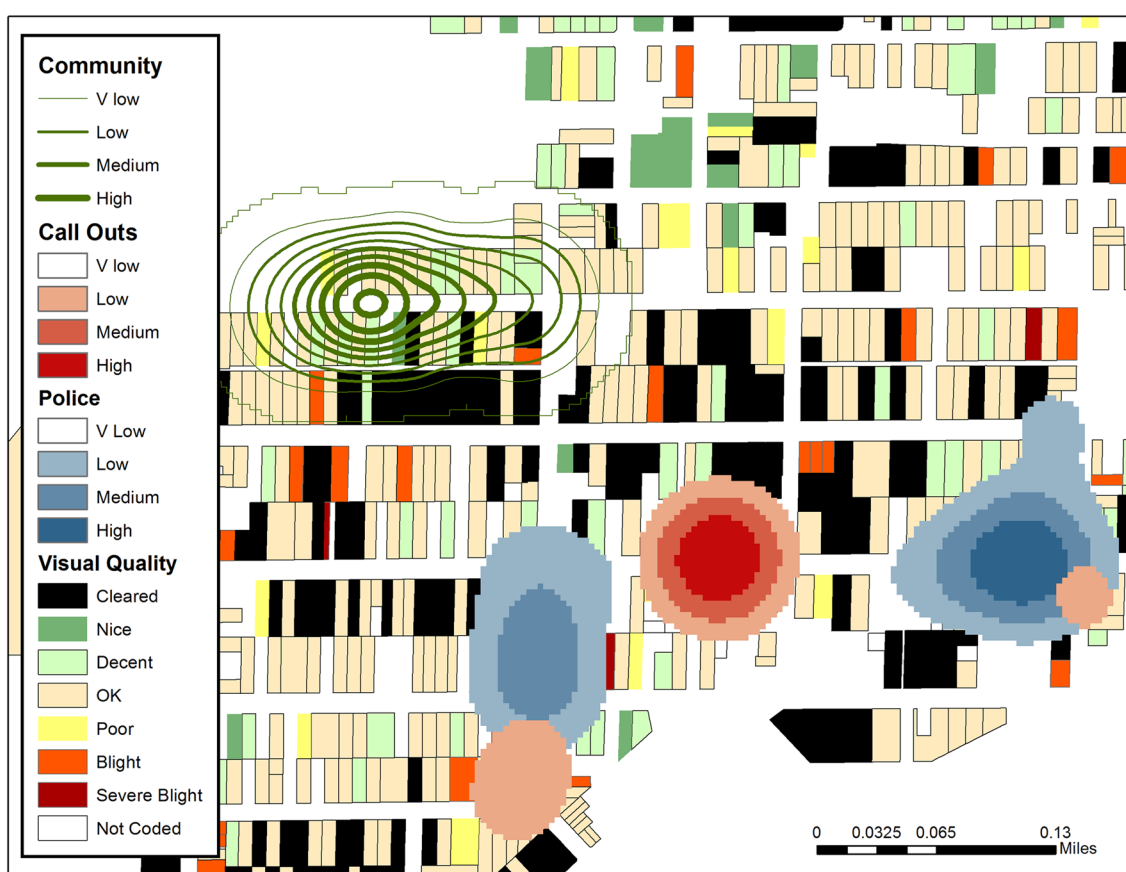 Community
V low
Low
Medium
High
Call Outs
V low
Low
Medium
High
Police
V Low
Low
Medium
High
Visual Quality
Cleared
Nice
Decent
OK
Poor
Blight
Severe Blight
Not Coded
0 0.0325 0.065 0.13
Miles